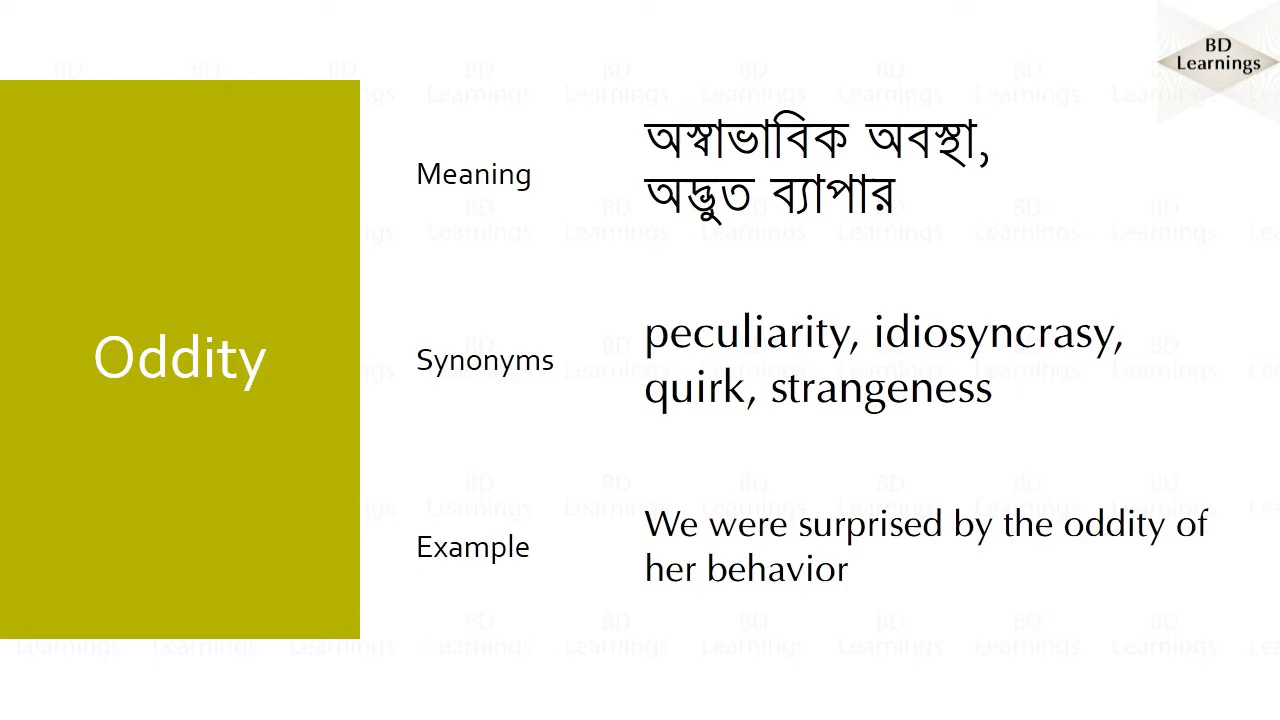 BD
Learnings
Oddity
Meaning
অস্বাভাবিক অবস্থা,
অদ্ভুত ব্যাপার
Synonyms
peculiarity, idiosyncrasy,
quirk, strangeness
Example
We were surprised by the oddity of
her behavior